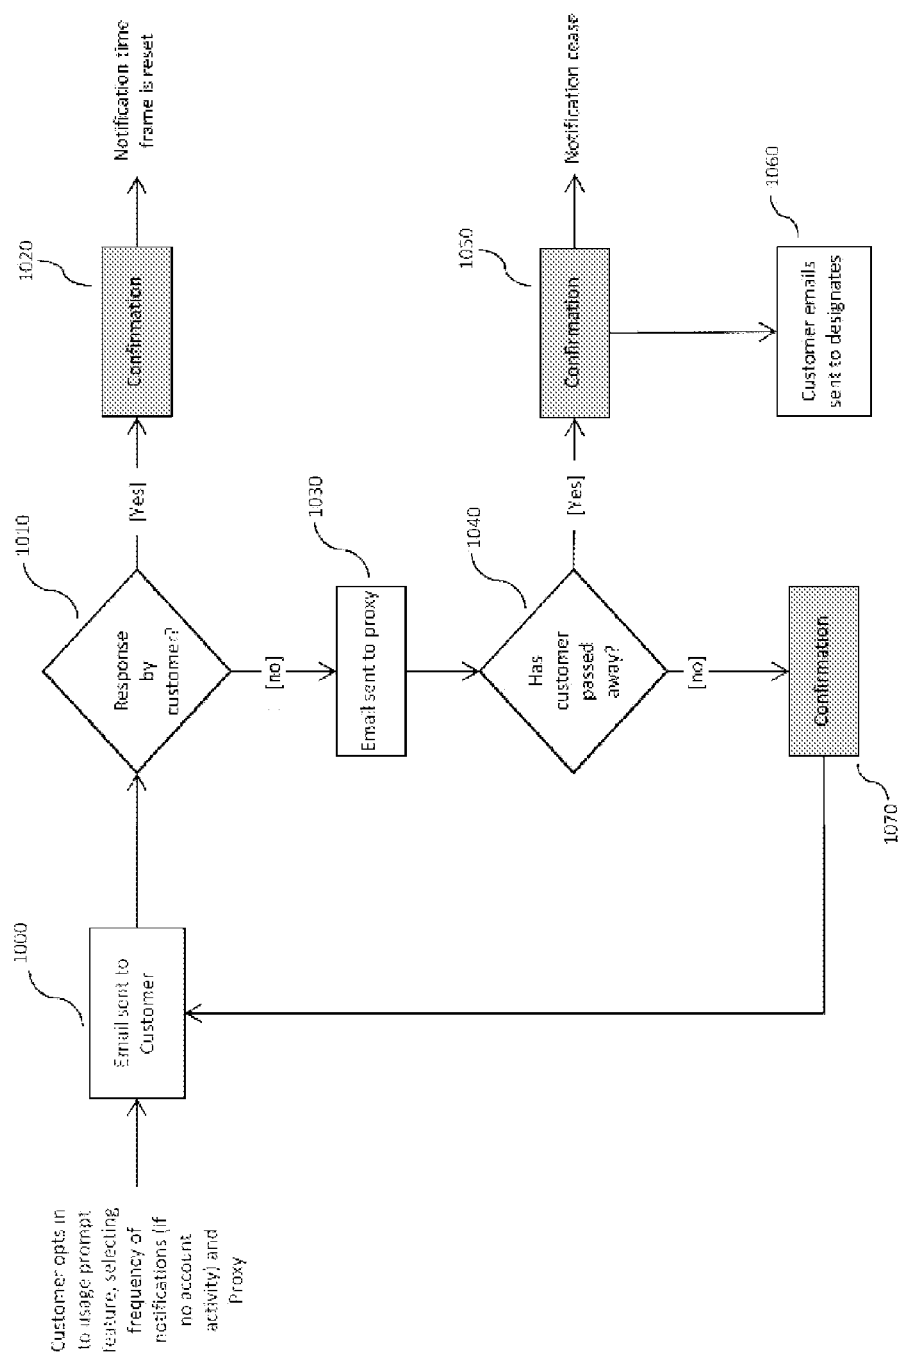 Customer opts in
to usage prompt
feature, selecting
frequency of
notifications (if
no account
activity) and
Proxy
1000
Email sent to
Customer
1010
Response
by
customer?
[Yes]
1020
Confirmation
Notification time
frame is reset
[no]
1030
Email sent to proxy
1040
Has
customer
passed
away?
[Yes]
1050
Confirmation
Notification cease
1060
Customer emails
sent to designates
[no]
Confirmation
1070